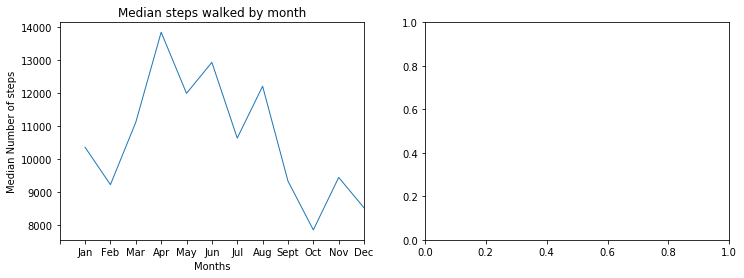 Median steps walked by month
Median Number of steps
14000
13000
12000
11000
10000
9000
8000
Jan Feb Mar Apr May Jun Jul Aug Sept Oct Nov Dec
Months
1.0
0.8
0.6
0.4
0.2
0.0
0.0 0.2 0.4 0.6 0.8 1.0